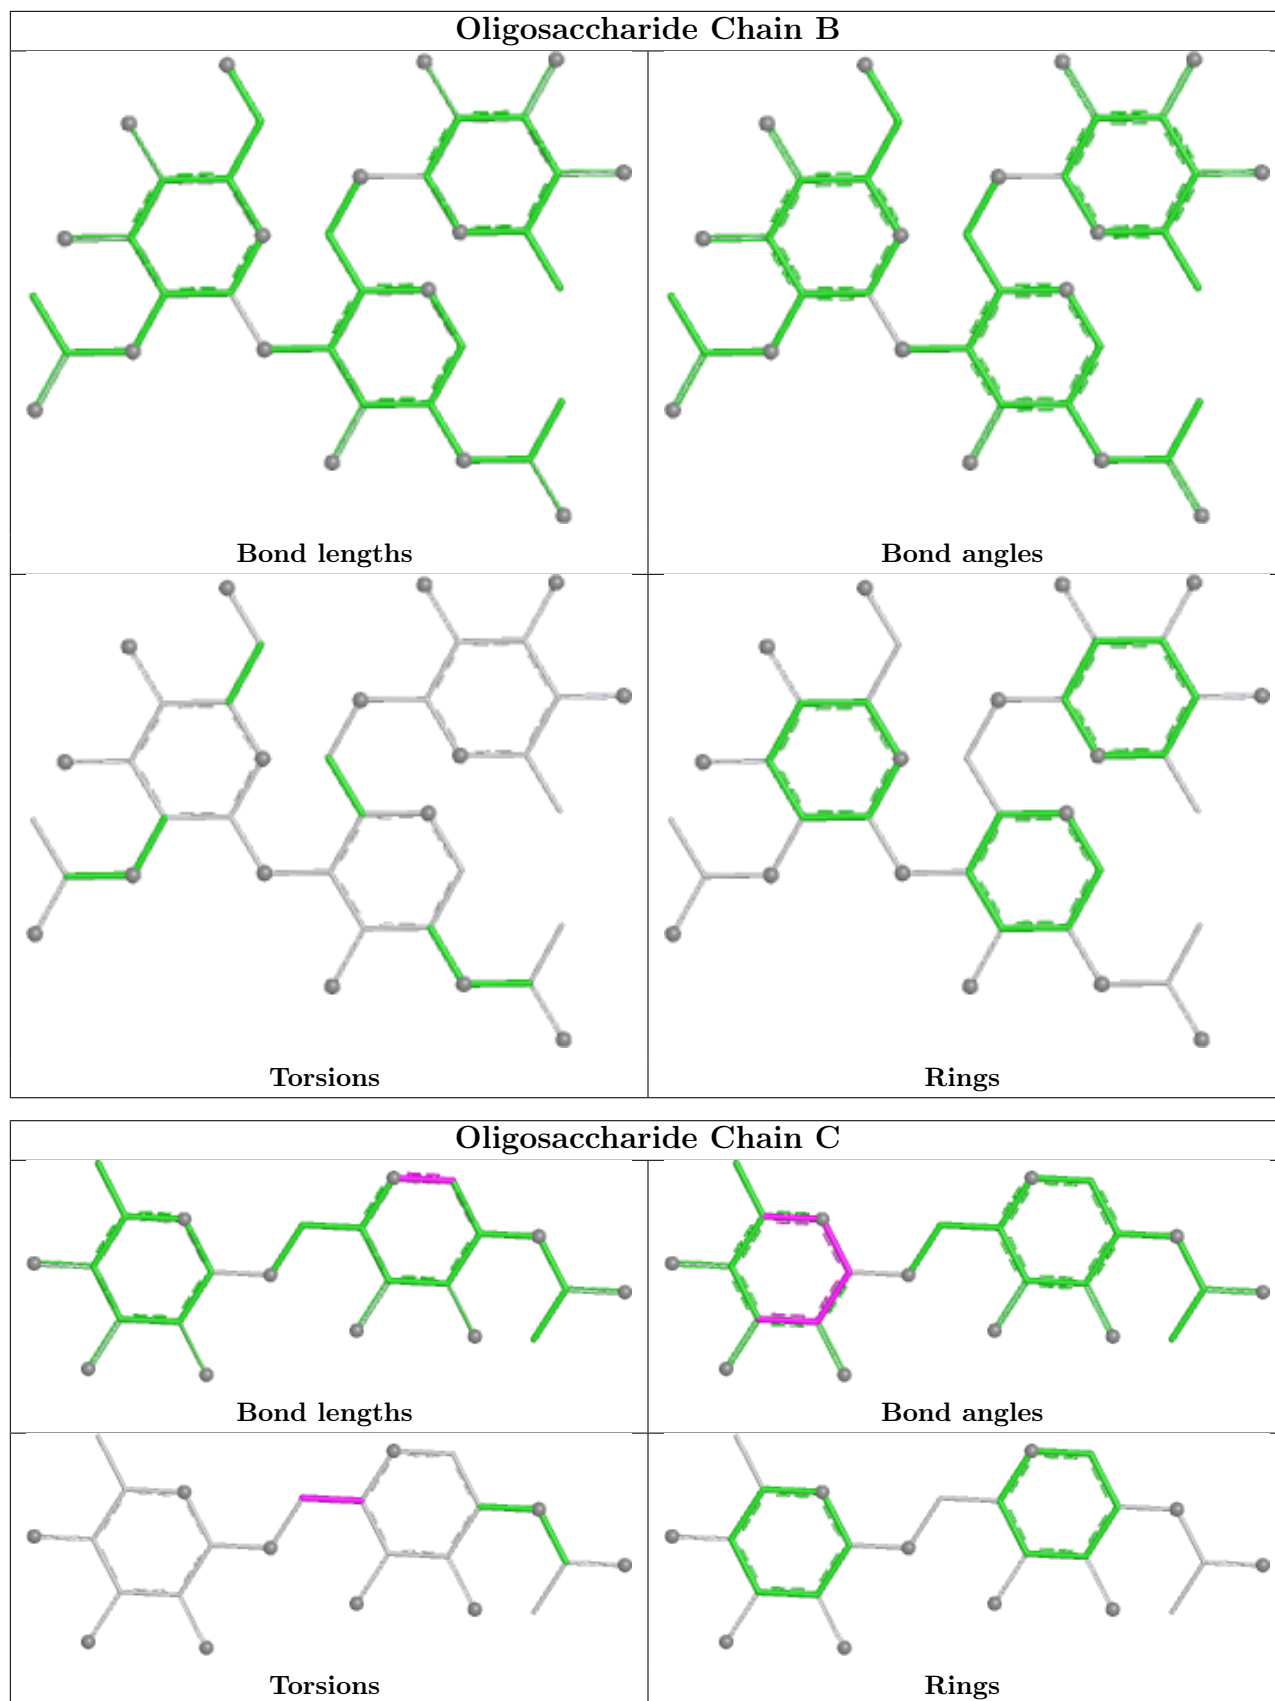 Oligosaccharide Chain B
Bond lengths
Bond angles
Torsions
Rings
Oligosaccharide Chain C
Bond lengths
Bond angles
Torsions
Rings